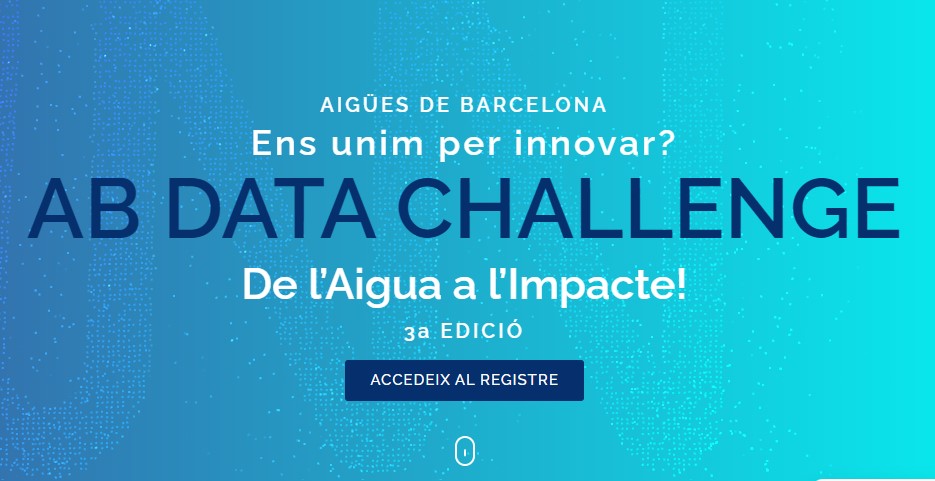 AIGÜES DE BARCELONA
Ens unim per innovar?
AB DATA CHALLENGE
De l’Aigua a l’Impacte!
3a EDICIÓ
ACCEDEIX AL REGISTRE